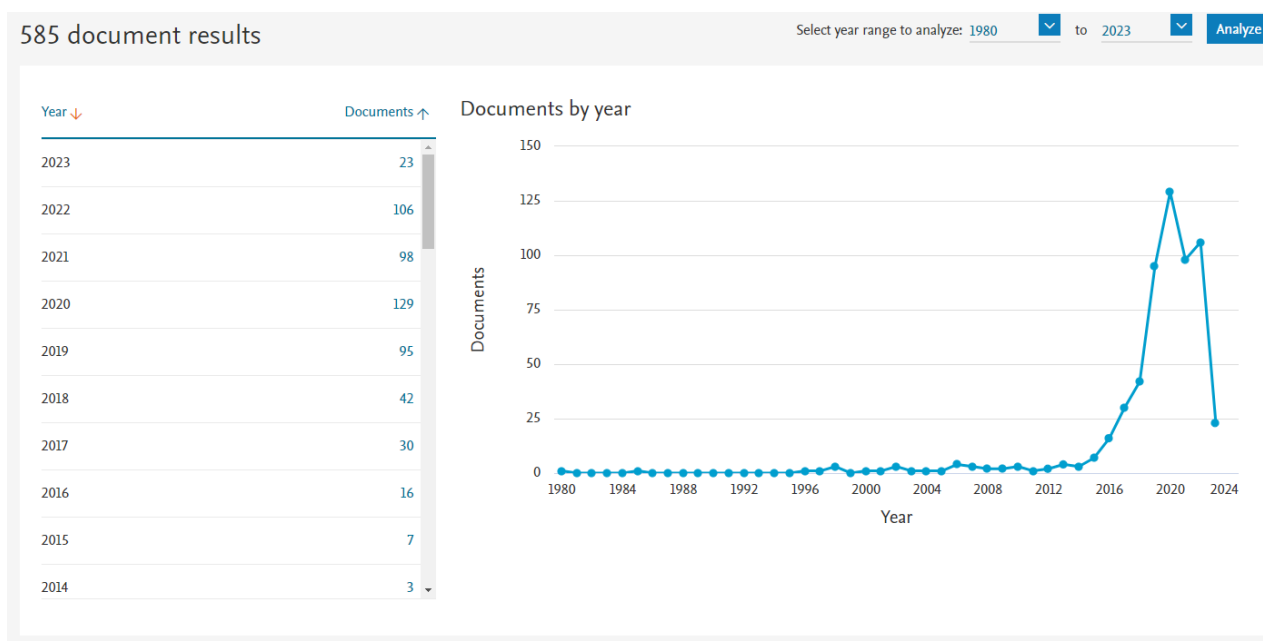 585 document results
Select year range to analyze: 1980 to 2023 Analyze
Year Documents
2023 23
2022 106
2021 98
2020 129
2019 95
2018 42
2017 30
2016 16
2015 7
2014 3
Documents by year
150
125
100
75
50
25
0
Documents
1980 1984 1988 1992 1996 2000 2004 2008 2012 2016 2020 2024
Year